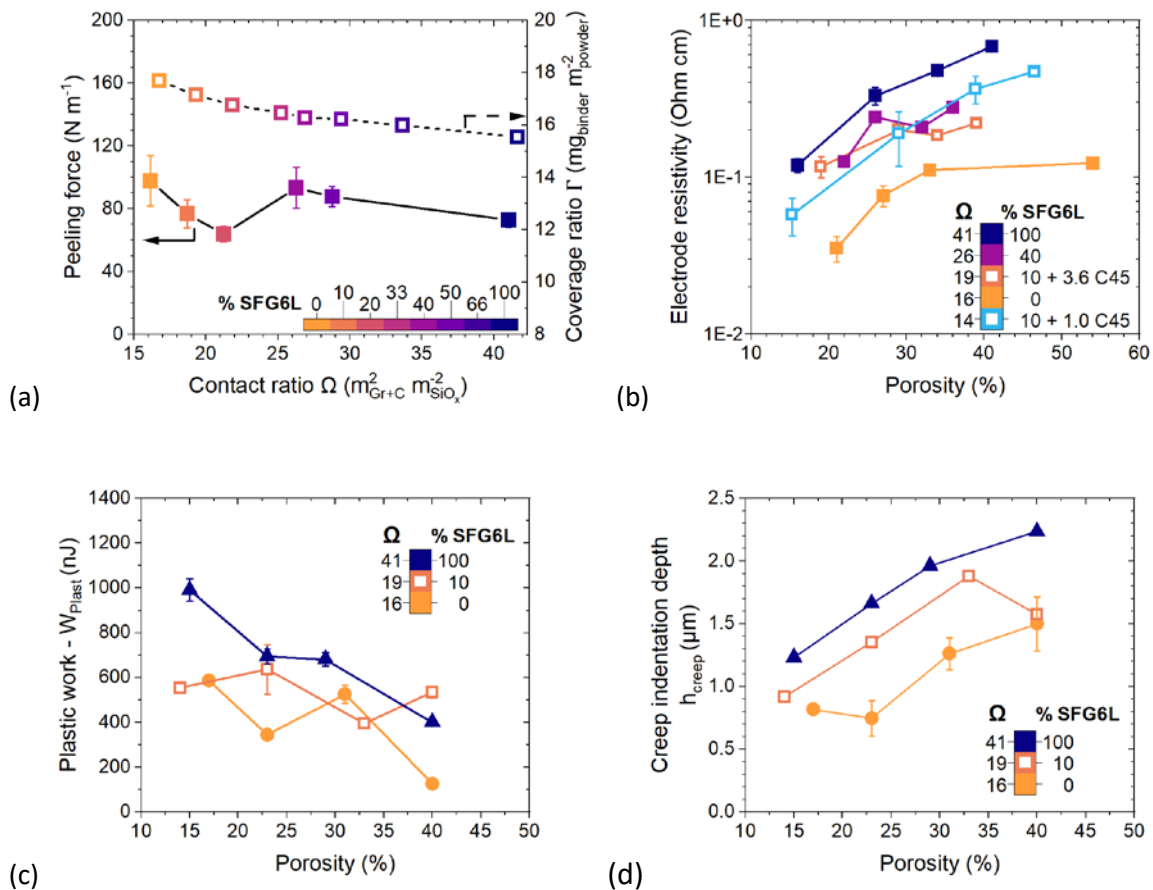 200
160
120
80
40
0
Peeling force (N m⁻¹)
20
18
16
14
12
10
8
Coverage ratio Γ (mg_binder m⁻²_powder)
% SFG6L
0 10 20 33 40 50 66 100
15 20 25 30 35 40
Contact ratio Ω (m²_Gr+C m⁻²_SiOₓ)
(a)
1E+0
1E-1
1E-2
Electrode resistivity (Ohm cm)
Ω % SFG6L
41 100
26 40
19 10 + 3.6 C45
16 0
14 10 + 1.0 C45
10 20 30 40 50 60
Porosity (%)
(b)
1400
1200
1000
800
600
400
200
0
Plastic work - W_Plast (nJ)
Ω % SFG6L
41 100
19 10
16 0
10 15 20 25 30 35 40 45 50
Porosity (%)
(c)
2.5
2.0
1.5
1.0
0.5
0.0
Creep indentation depth
h_creep (µm)
Ω % SFG6L
41 100
19 10
16 0
10 15 20 25 30 35 40 45 50
Porosity (%)
(d)